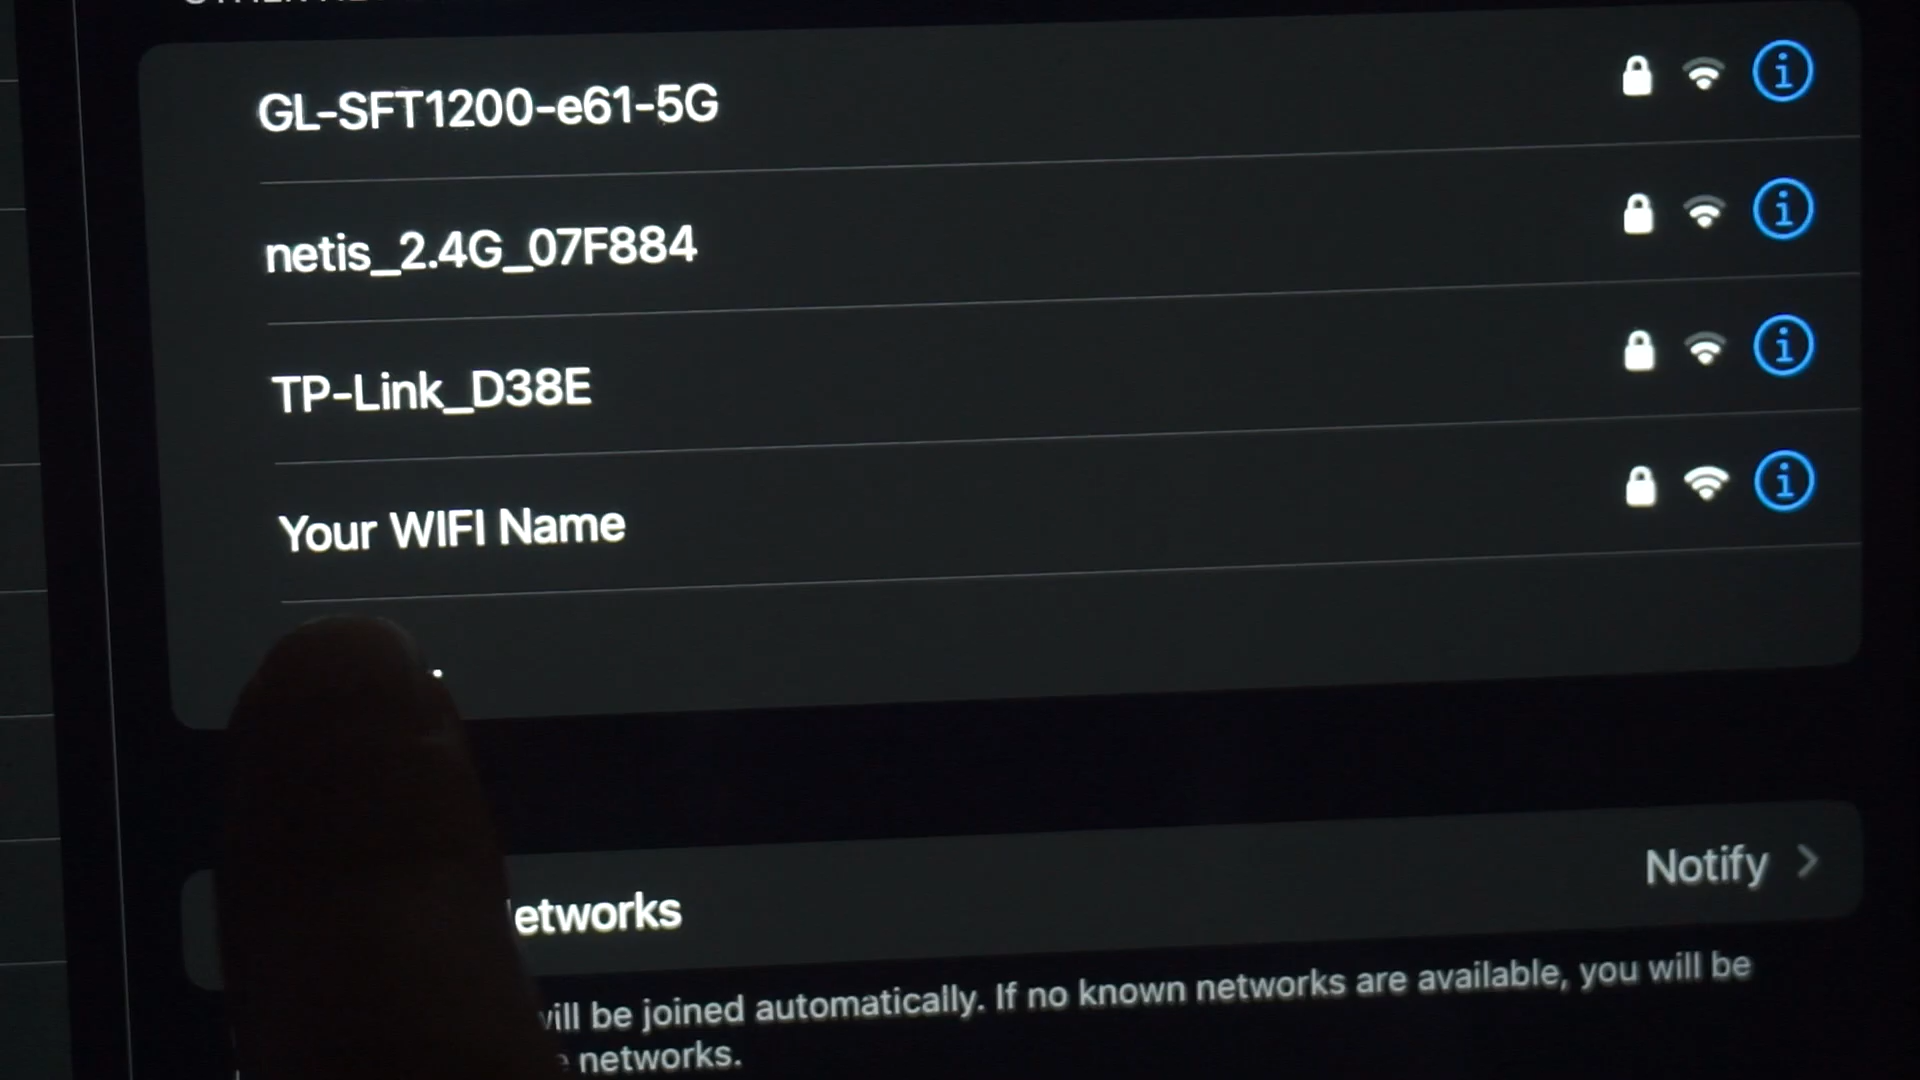 GL-SFT1200-e61-5G
netis_2.4G_07F884
TP-Link_D38E
Your WIFI Name
etworks
Notify
will be joined automatically. If no known networks are available, you will be
networks.